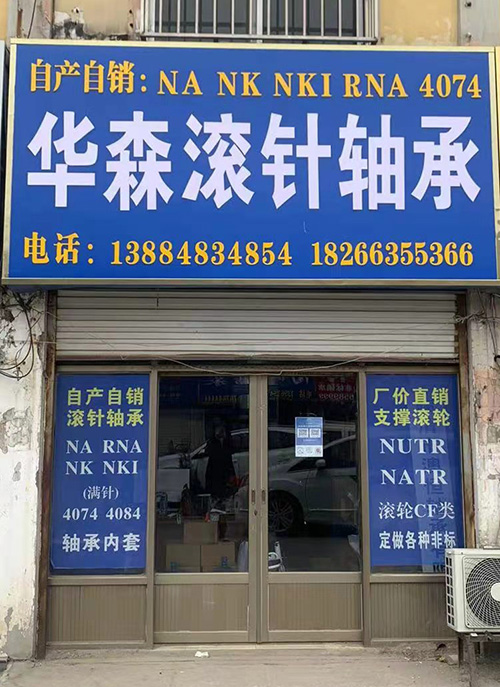 自产自销：NA NK NKI RNA 4074
华森滚针轴承
电话：13884834854 18266355366
自产自销
滚针轴承
NA RNA
NK NKI
(满针)
4074 4084
轴承内套
厂价直销
支撑滚轮
NUTR
NATR
滚轮CF类
定做各种非标